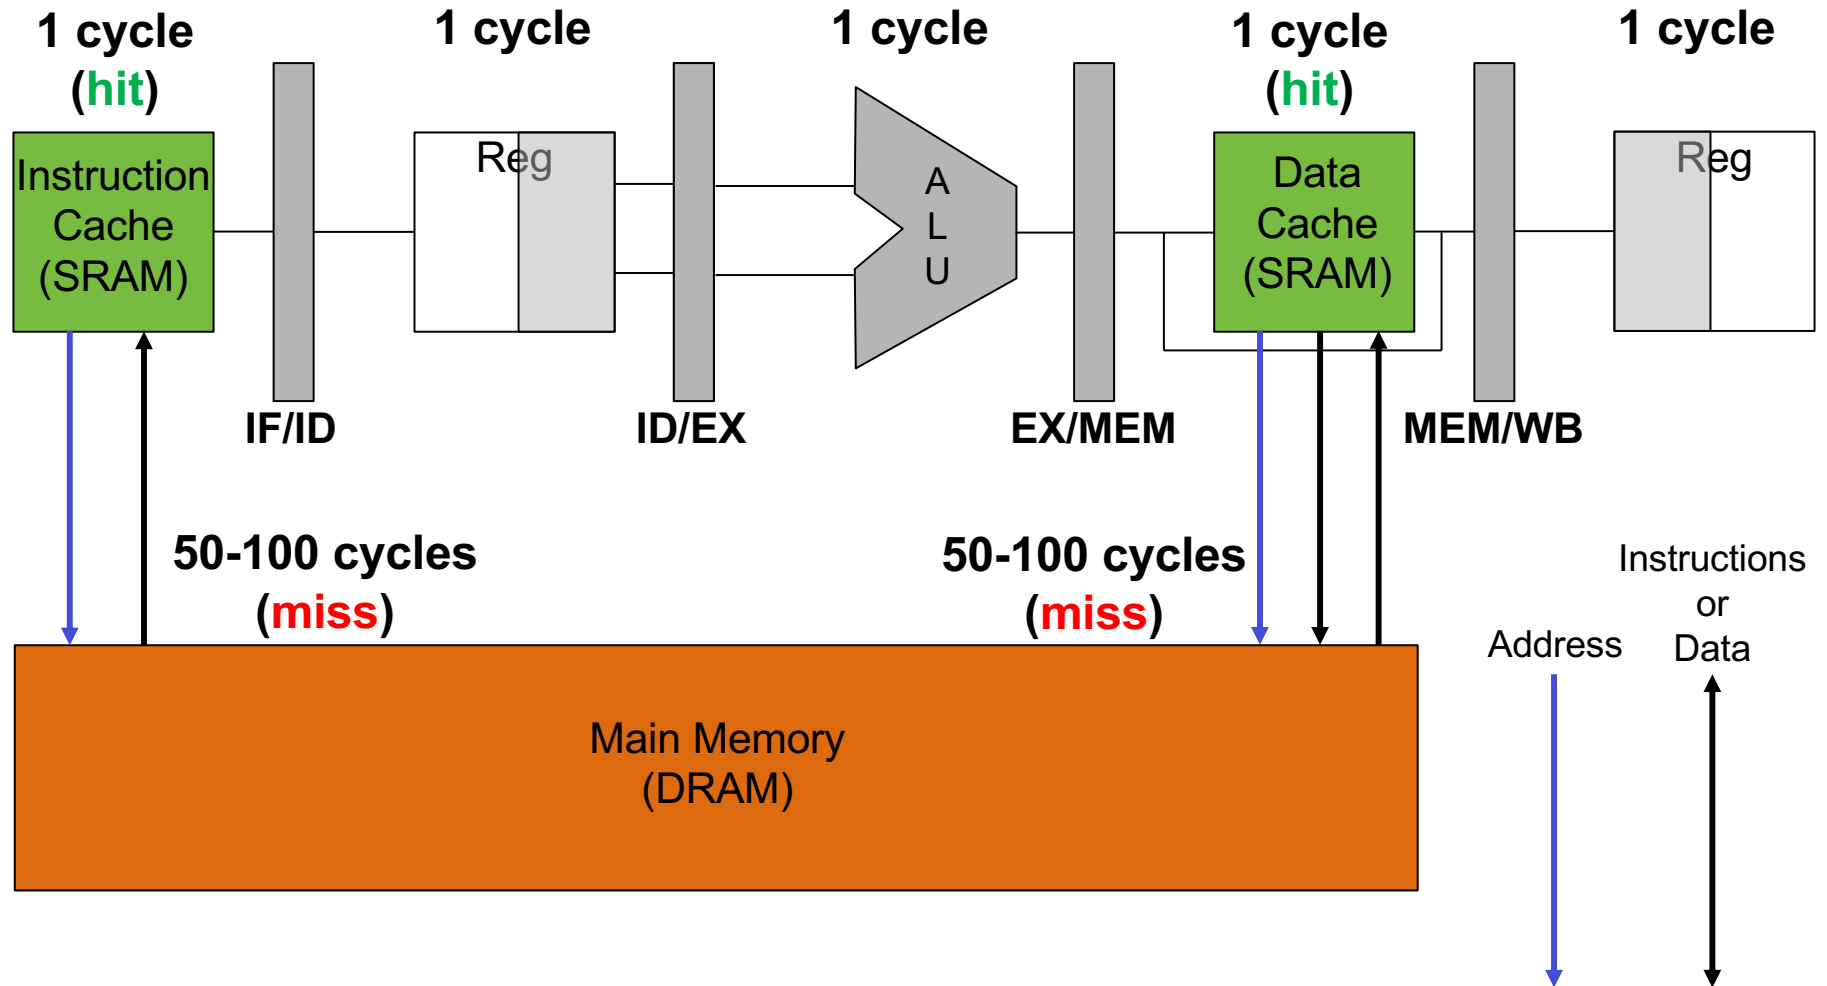 1 cycle
(hit)
1 cycle
1 cycle
1 cycle
(hit)
1 cycle
Instruction
Cache
(SRAM)
Reg
A
L
U
Data
Cache
(SRAM)
Reg
IF/ID
ID/EX
EX/MEM
MEM/WB
50-100 cycles
(miss)
50-100 cycles
(miss)
Address
Instructions
or
Data
Main Memory
(DRAM)